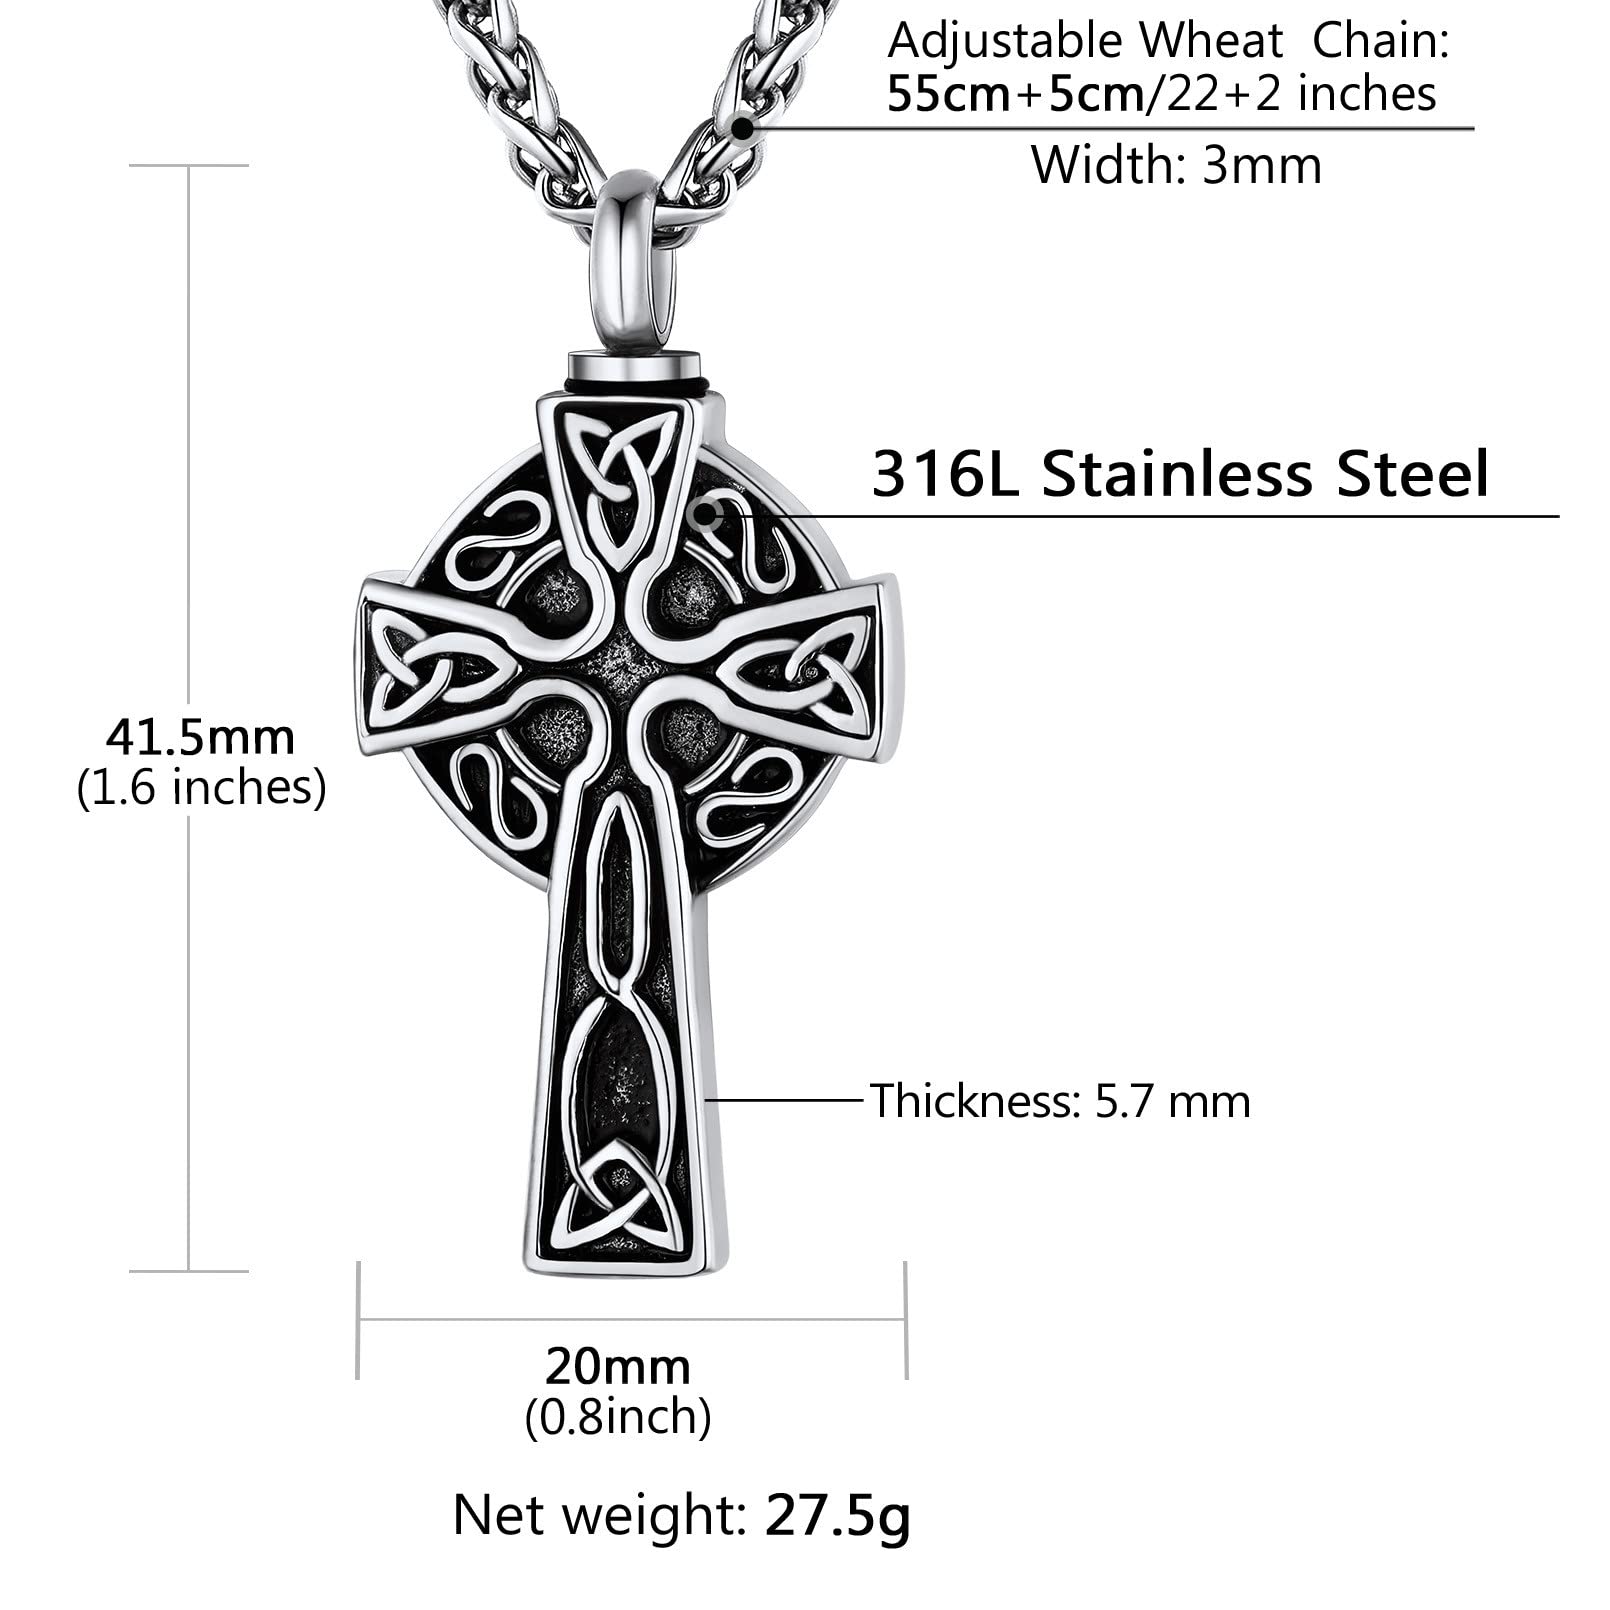 Adjustable Wheat Chain:
55cm+5cm/22+2 inches
Width: 3mm
316L Stainless Steel
41.5mm
(1.6 inches)
Thickness: 5.7 mm
20mm
(0.8inch)
Net weight: 27.5g